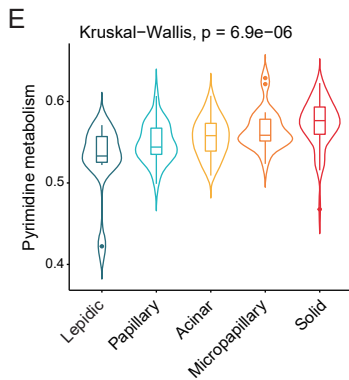 E
Kruskal−Wallis, p = 6.9e−06
Pyrimidine metabolism
0.6
0.5
0.4
Lepidic
Papillary
Acinar
Micropapillary
Solid